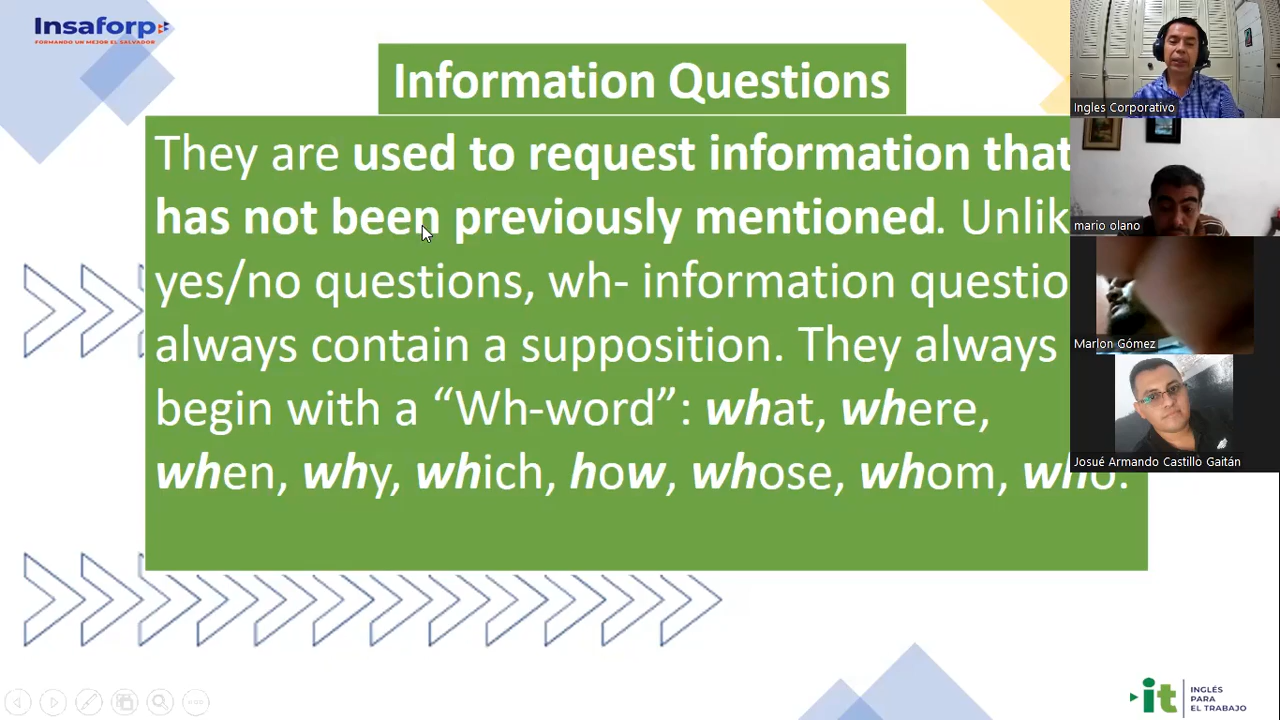 Insaforp
FORMANDO UN MEJOR EL SALVADOR
Information Questions
They are used to request information that
has not been previously mentioned. Unlik
yes/no questions, wh- information questio
always contain a supposition. They always
begin with a “Wh-word”: what, where,
when, why, which, how, whose, whom, who.
Ingles Corporativo
mario olano
Marlon Gómez
Josué Armando Castillo Gaitán
it
INGLÉS
PARA
EL TRABAJO